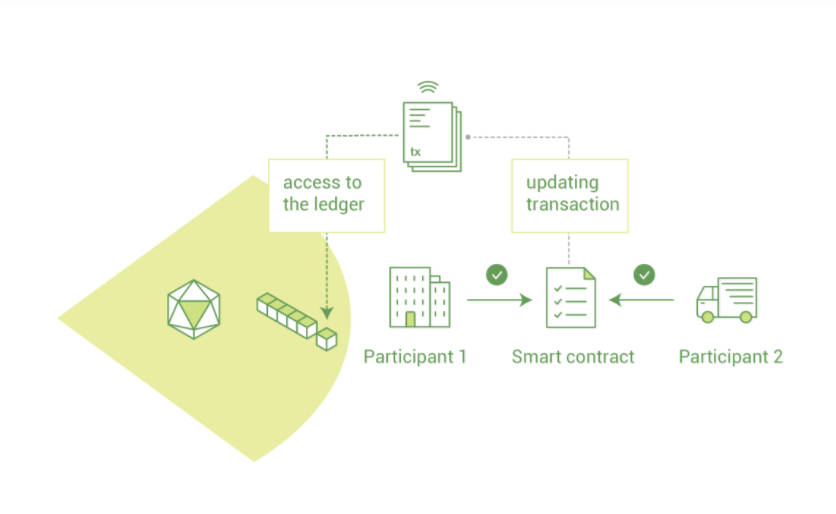 tx
access to
the ledger
updating
transaction
Participant 1
Smart contract
Participant 2